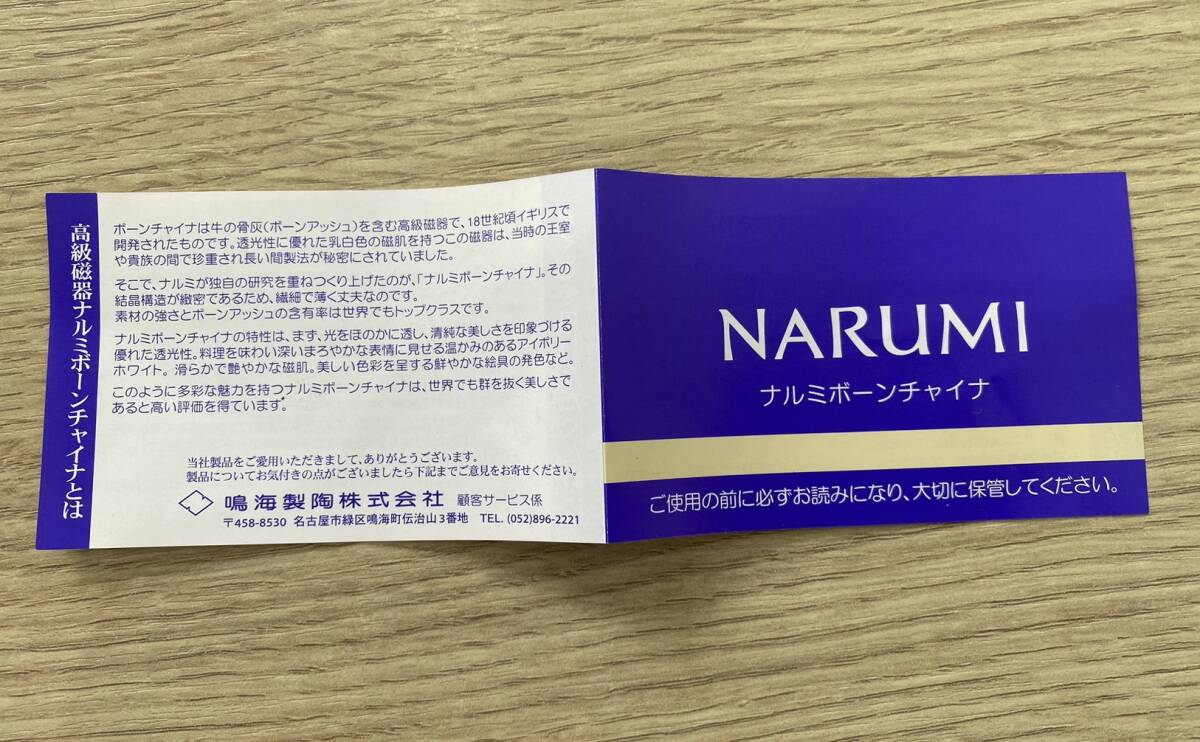 高級磁器ナルミボーンチャイナとは
ボーンチャイナは牛の骨灰(ボーンアッシュ)を含む高級磁器で、18世紀頃イギリスで
開発されたものです。透光性に優れた乳白色の磁肌を持つこの磁器は、当時の王室
や貴族の間で珍重され長い間製法が秘密にされていました。
そこで、ナルミが独自の研究を重ねつくり上げたのが、「ナルミボーンチャイナ」。その
結晶構造が緻密であるため、繊細で薄く丈夫なのです。
素材の強さとボーンアッシュの含有率は世界でもトップクラスです。
ナルミボーンチャイナの特性は、まず、光をほのかに透し、清純な美しさを印象づける
優れた透光性。料理を味わい深いまろやかな表情に見せる温かみのあるアイボリー
ホワイト。滑らかで艶やかな磁肌。美しい色彩を呈する鮮やかな絵具の発色など。
このように多彩な魅力を持つナルミボーンチャイナは、世界でも群を抜く美しさで
あると高い評価を得ています。
当社製品をご愛用いただきまして、ありがとうございます。
製品についてお気付きの点がございましたら下記までご意見をお寄せください。
鳴海製陶株式会社 顧客サービス係
〒458-8530 名古屋市緑区鳴海町伝治山3番地 TEL. (052)896-2221
NARUMI
ナルミボーンチャイナ
ご使用の前に必ずお読みになり、大切に保管してください。